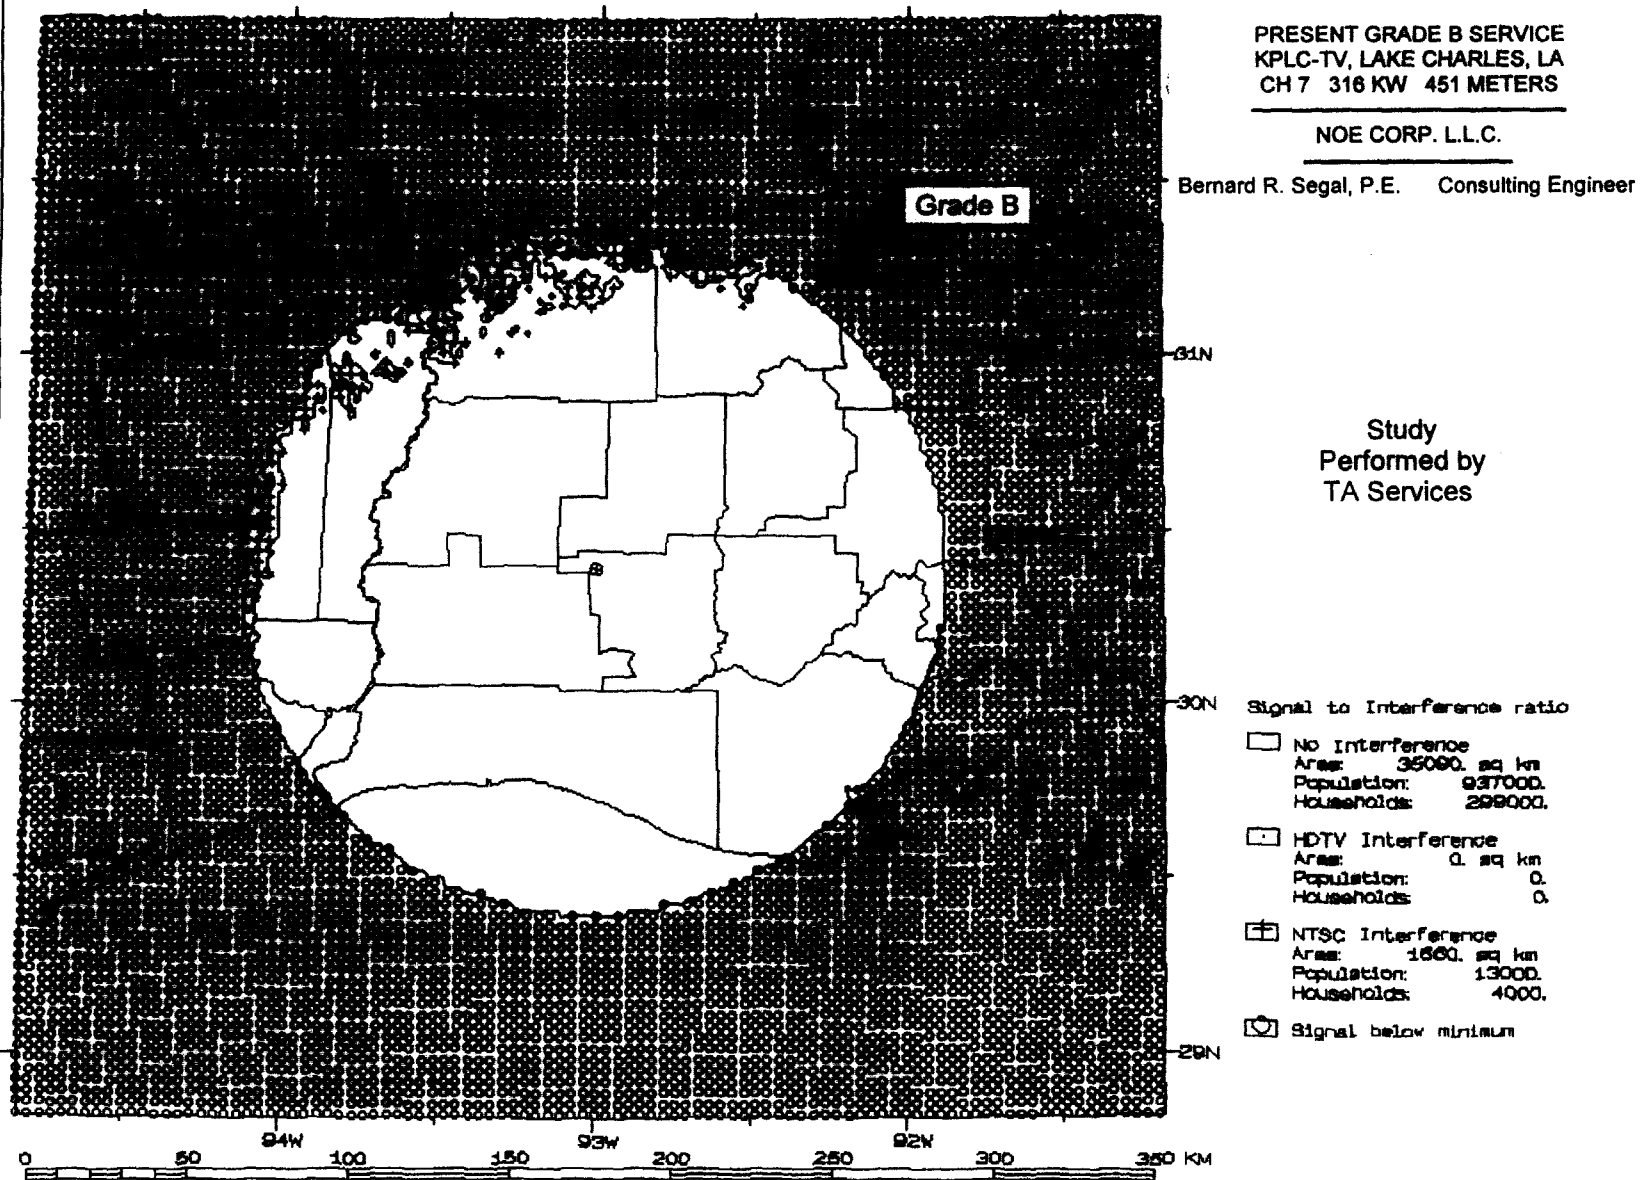 PRESENT GRADE B SERVICE
KPLC-TV, LAKE CHARLES, LA
CH 7 316 KW 451 METERS
NOE CORP. L.L.C.
Bernard R. Segal, P.E. Consulting Engineer
Grade B
31N
Study
Performed by
TA Services
30N
Signal to Interference ratio
No Interference
Area: 35090. sq km
Population: 937000.
Households: 299000.
HDTV Interference
Area: 0. sq km
Population: 0.
Households: 0.
NTSC Interference
Area: 1660. sq km
Population: 13000.
Households: 4000.
Signal below minimum
29N
94W 93W 92W
0 50 100 150 200 250 300 350 KM